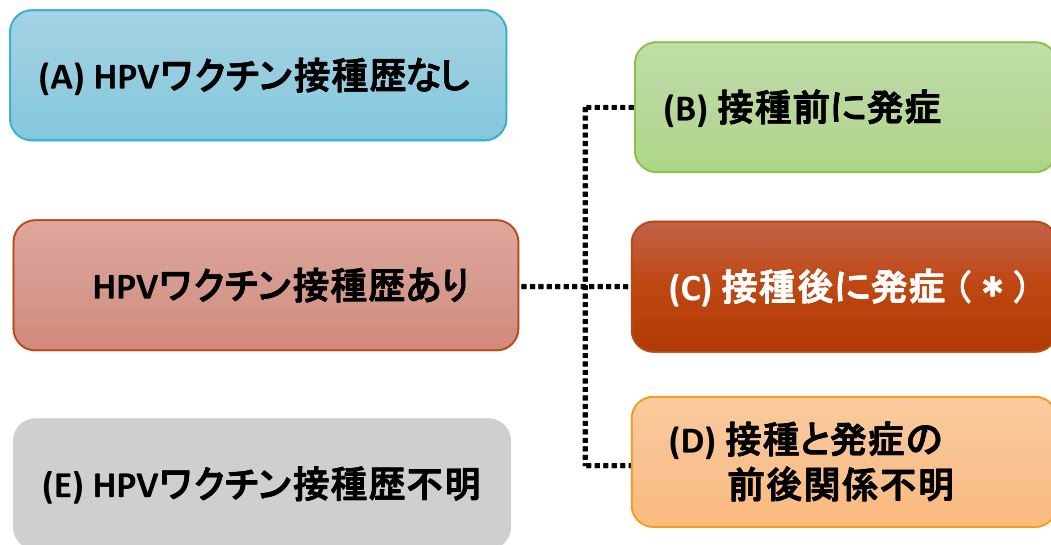 (A) HPVワクチン接種歴なし
HPVワクチン接種歴あり
(E) HPVワクチン接種歴不明
(B) 接種前に発症
(C) 接種後に発症（＊）
(D) 接種と発症の
前後関係不明